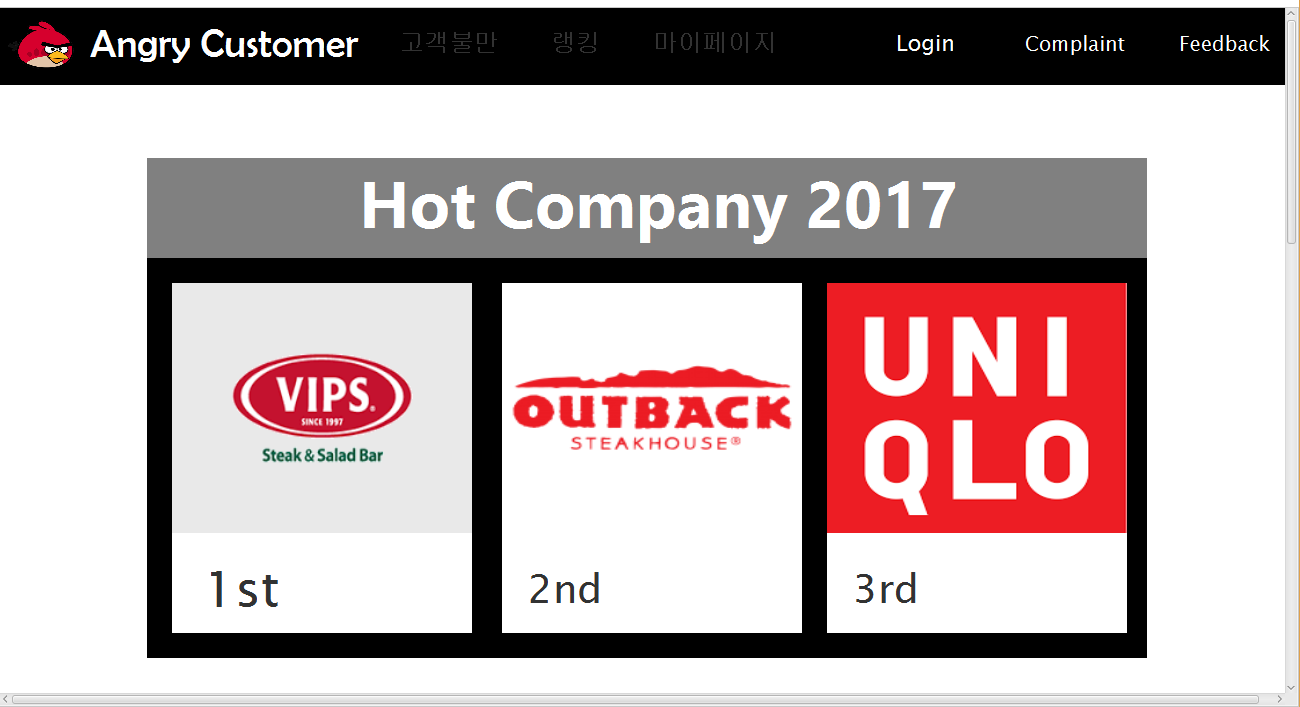 Angry Customer 고객불만 랭킹 마이페이지 Login Complaint Feedback
Hot Company 2017
VIPS.
SINCE 1997
Steak & Salad Bar
1st
OUTBACK
STEAKHOUSE®
2nd
UNI
QLO
3rd